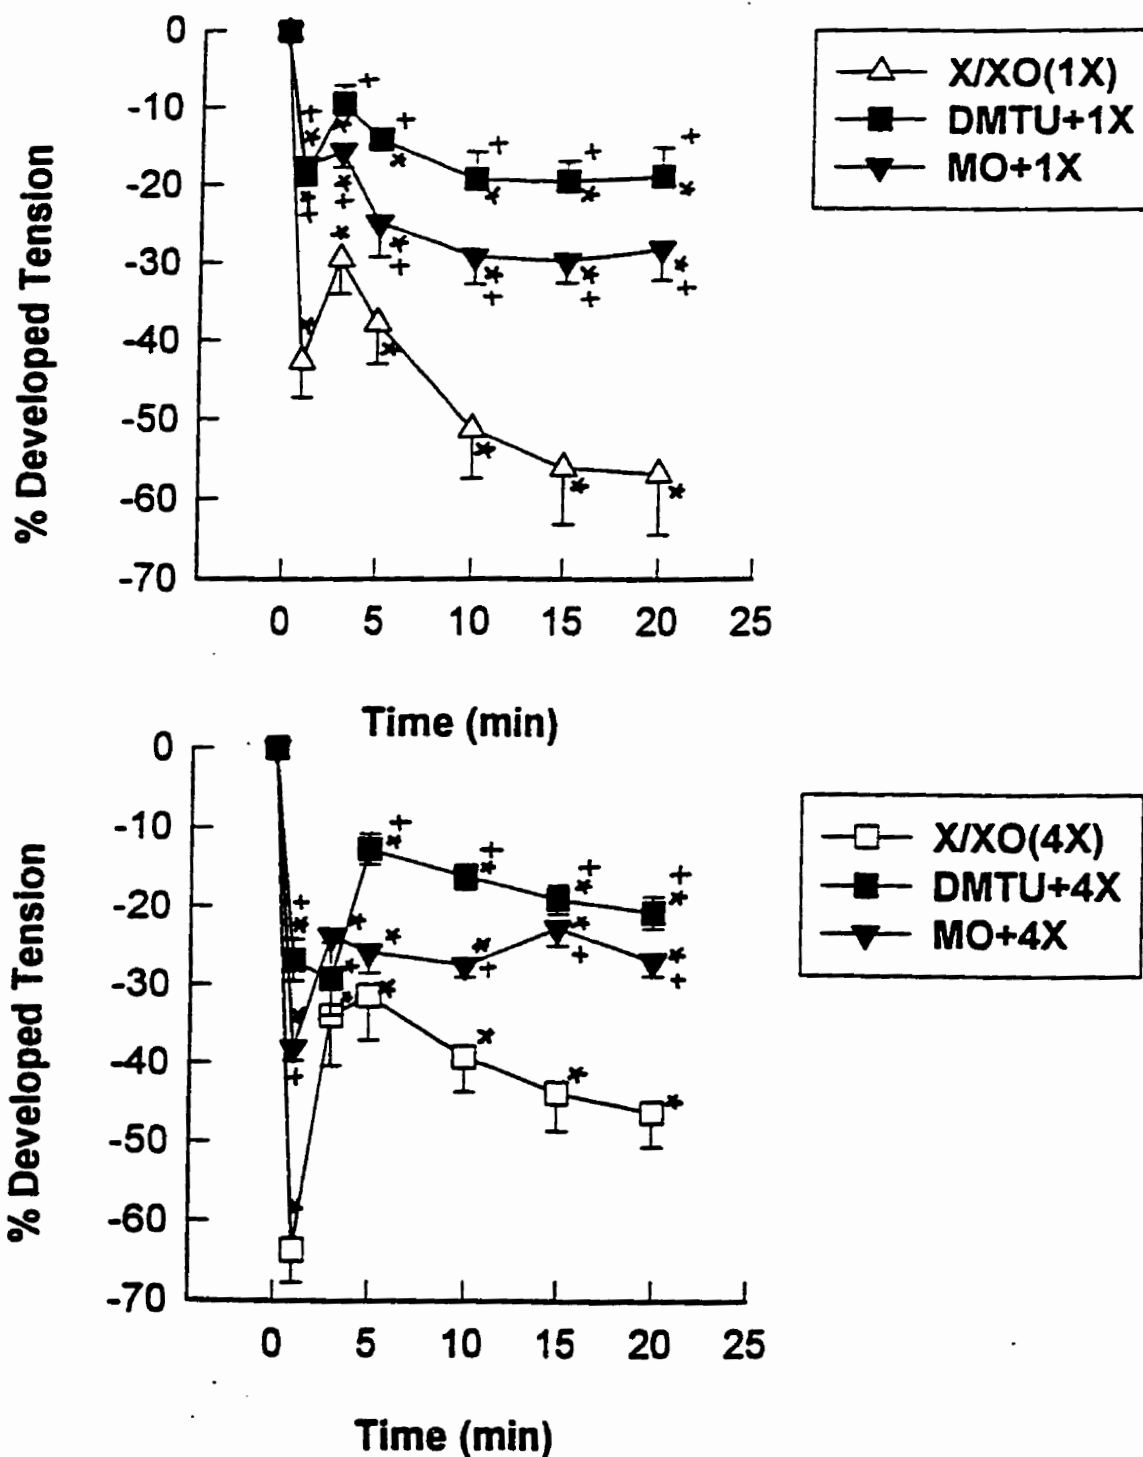 0
-10
-20
-30
-40
-50
-60
-70
% Developed Tension
0 5 10 15 20 25
Time (min)
X/XO(1X)
DMTU+1X
MO+1X
0
-10
-20
-30
-40
-50
-60
-70
% Developed Tension
0 5 10 15 20 25
Time (min)
X/XO(4X)
DMTU+4X
MO+4X